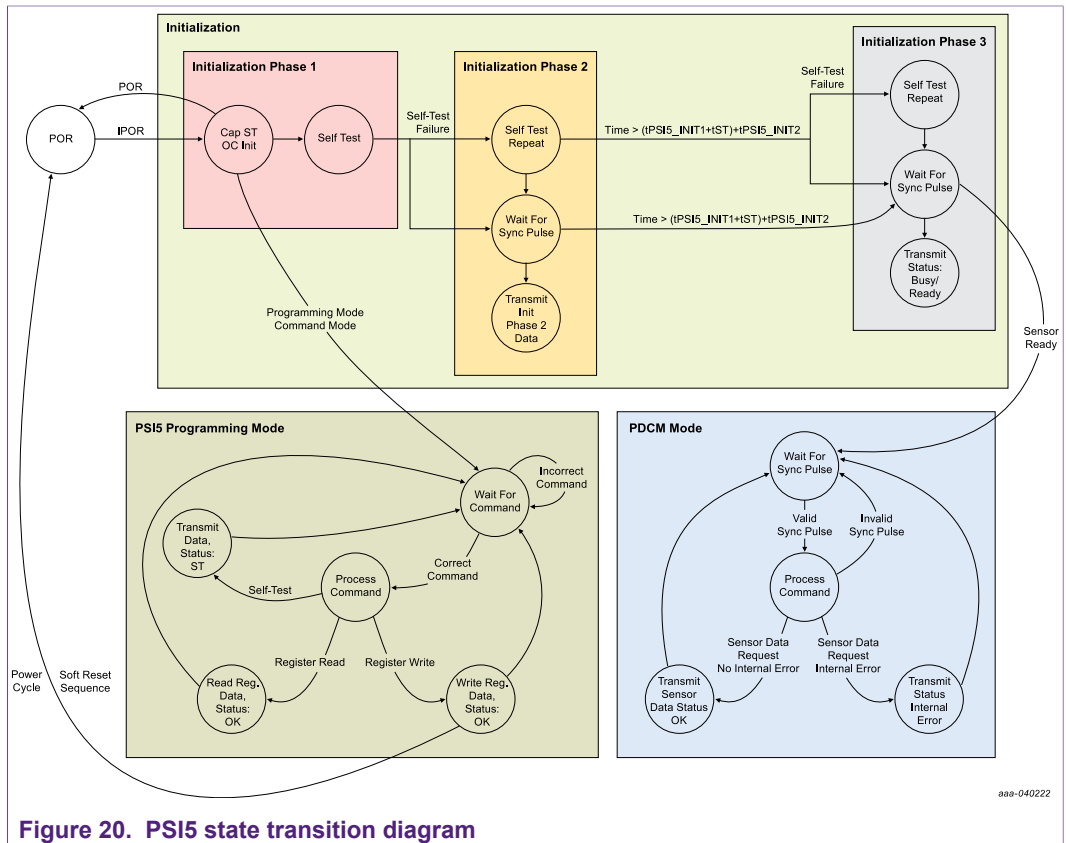 Initialization
Initialization Phase 1
Initialization Phase 2
Initialization Phase 3
POR
POR
IPOR
Cap ST
OC Init
Self Test
Self-Test
Failure
Self Test
Repeat
Time > (tPSI5_INIT1+tST)+tPSI5_INIT2
Self-Test
Failure
Self Test
Repeat
Wait For
Sync Pulse
Time > (tPSI5_INIT1+tST)+tPSI5_INIT2
Wait For
Sync Pulse
Transmit
Init
Phase 2
Data
Transmit
Status:
Busy/
Ready
Programming Mode
Command Mode
Sensor
Ready
PSI5 Programming Mode
Wait For
Command
Incorrect
Command
Transmit
Data,
Status:
ST
Correct
Command
Self-Test
Process
Command
Register Read
Register Write
Read Reg.
Data,
Status:
OK
Write Reg.
Data,
Status:
OK
Power
Cycle
Soft Reset
Sequence
PDCM Mode
Wait For
Sync Pulse
Valid
Sync Pulse
Invalid
Sync Pulse
Process
Command
Sensor Data
Request
No Internal Error
Sensor Data
Request
Internal Error
Transmit
Sensor
Data Status
OK
Transmit
Status
Internal
Error
aaa-040222
Figure 20. PSI5 state transition diagram